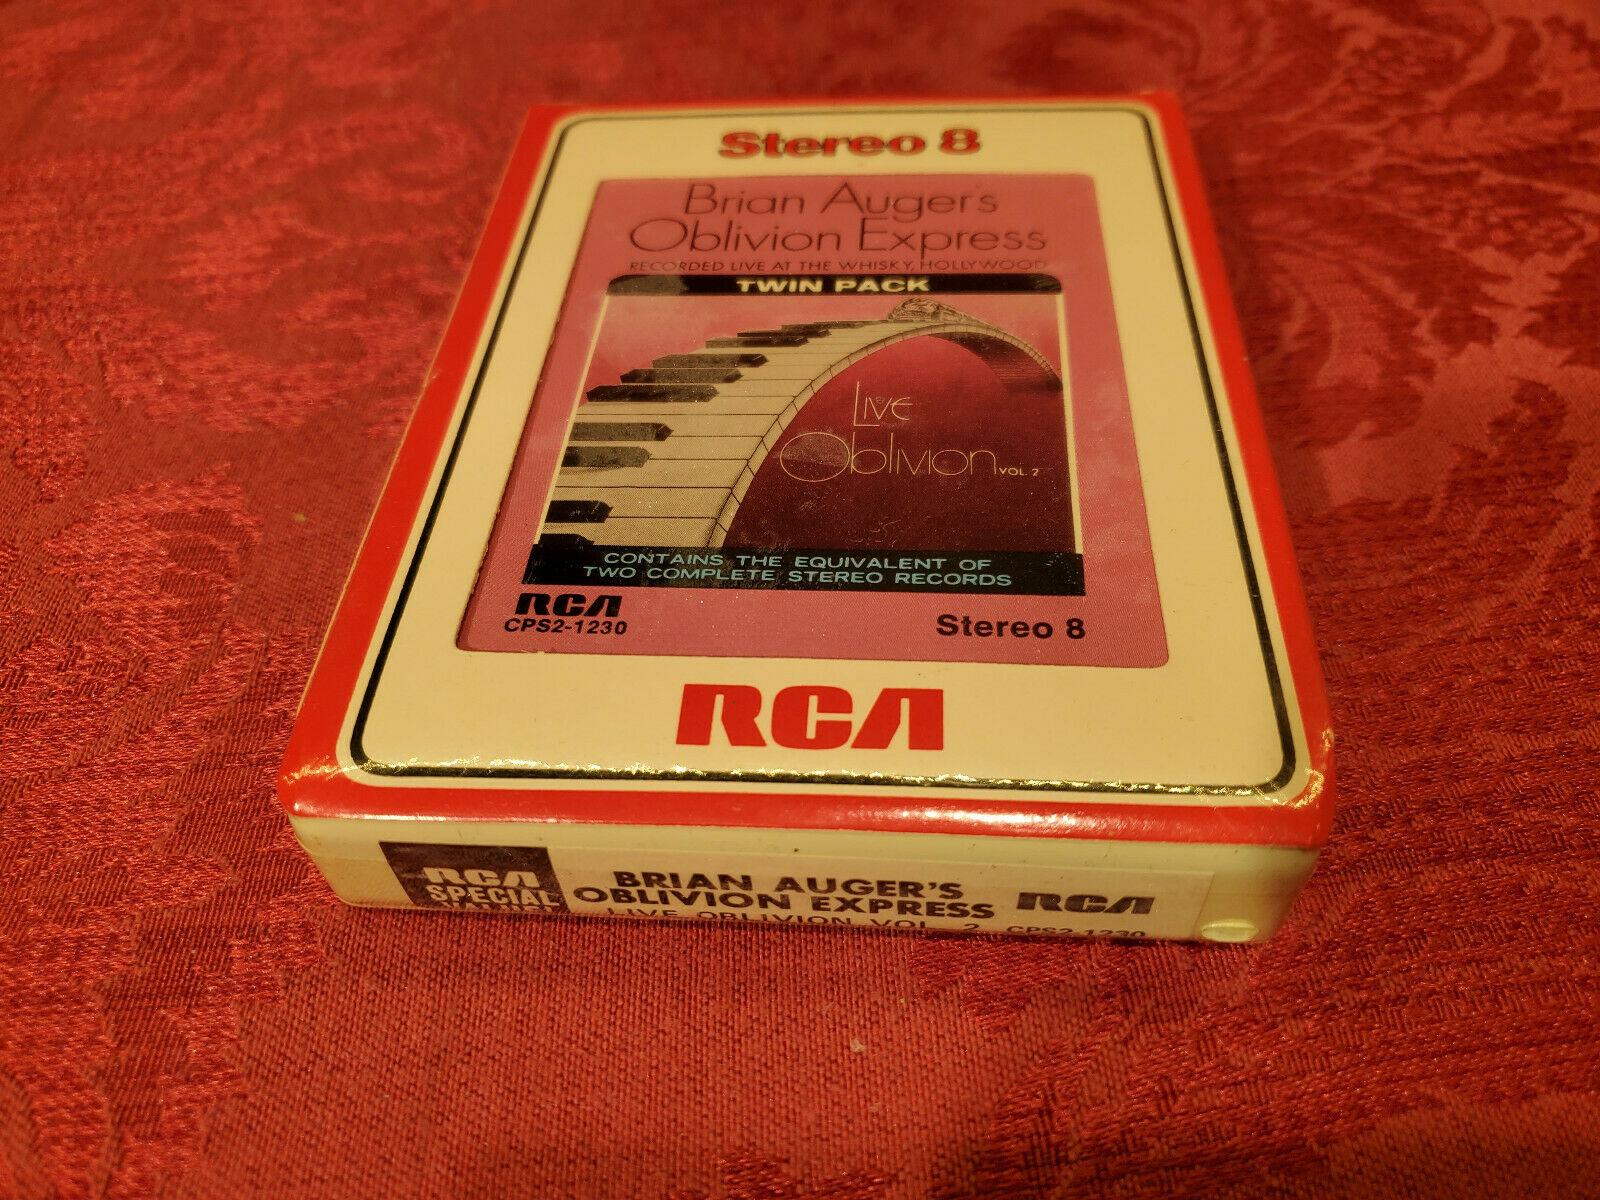 Stereo 8
Brian Auger's
Oblivion Express
RECORDED LIVE AT THE WHISKY, HOLLYWOOD
TWIN PACK
LIVE
OBLIVION VOL. 2
CONTAINS THE EQUIVALENT OF
TWO COMPLETE STEREO RECORDS
RCA
CPS2-1230
Stereo 8
RCA
RCA
SPECIAL
BRIAN AUGER'S
OBLIVION EXPRESS
LIVE OBLIVION VOL. 2
RCA
CPS2-1230